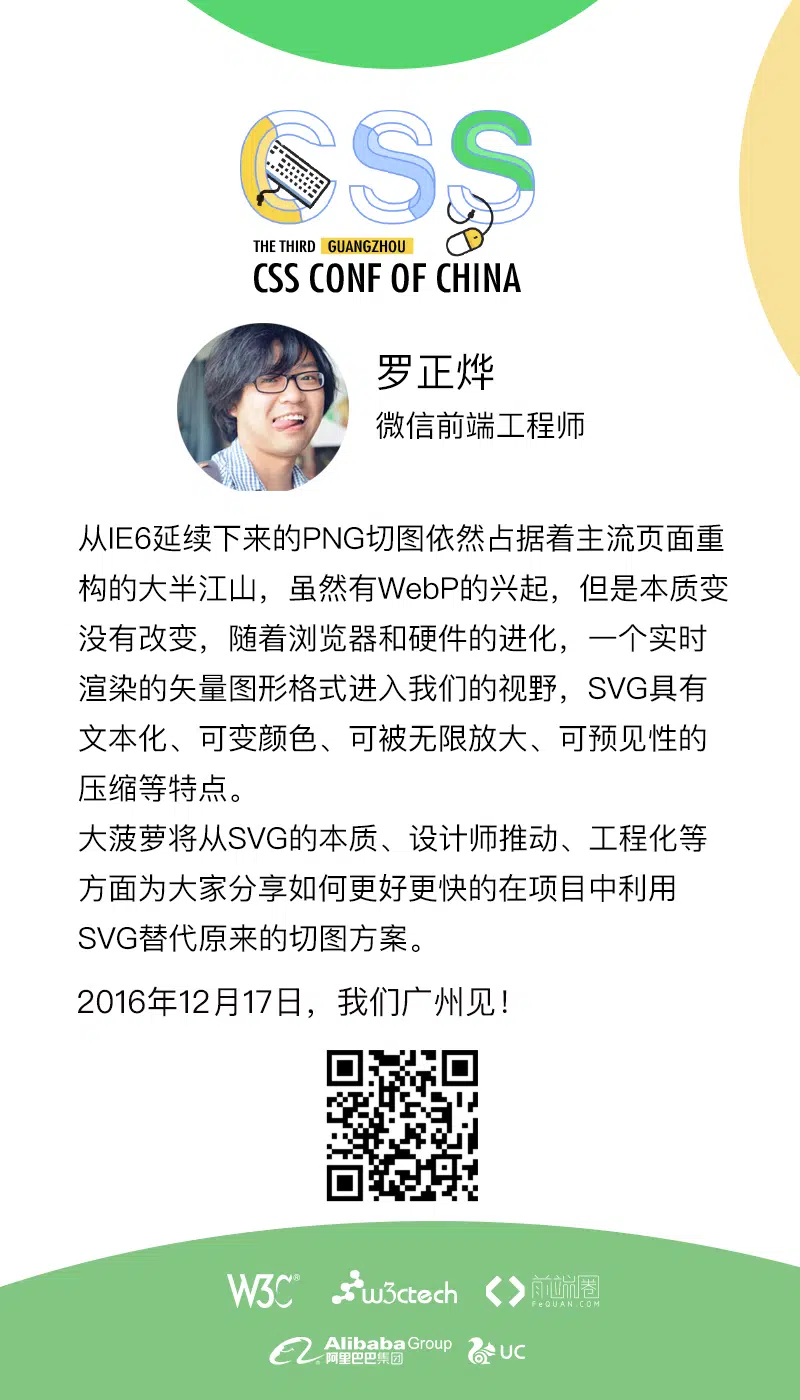 CSS
THE THIRD GUANGZHOU
CSS CONF OF CHINA
罗正烨
微信前端工程师
从IE6延续下来的PNG切图依然占据着主流页面重
构的大半江山，虽然有WebP的兴起，但是本质变
没有改变，随着浏览器和硬件的进化，一个实时
渲染的矢量图形格式进入我们的视野，SVG具有
文本化、可变颜色、可被无限放大、可预见性的
压缩等特点。
大菠萝将从SVG的本质、设计师推动、工程化等
方面为大家分享如何更好更快的在项目中利用
SVG替代原来的切图方案。
2016年12月17日，我们广州见！
W3C® w3ctech 前端圈
FeQUAN.COM
AlibabaGroup UC
阿里巴巴集团